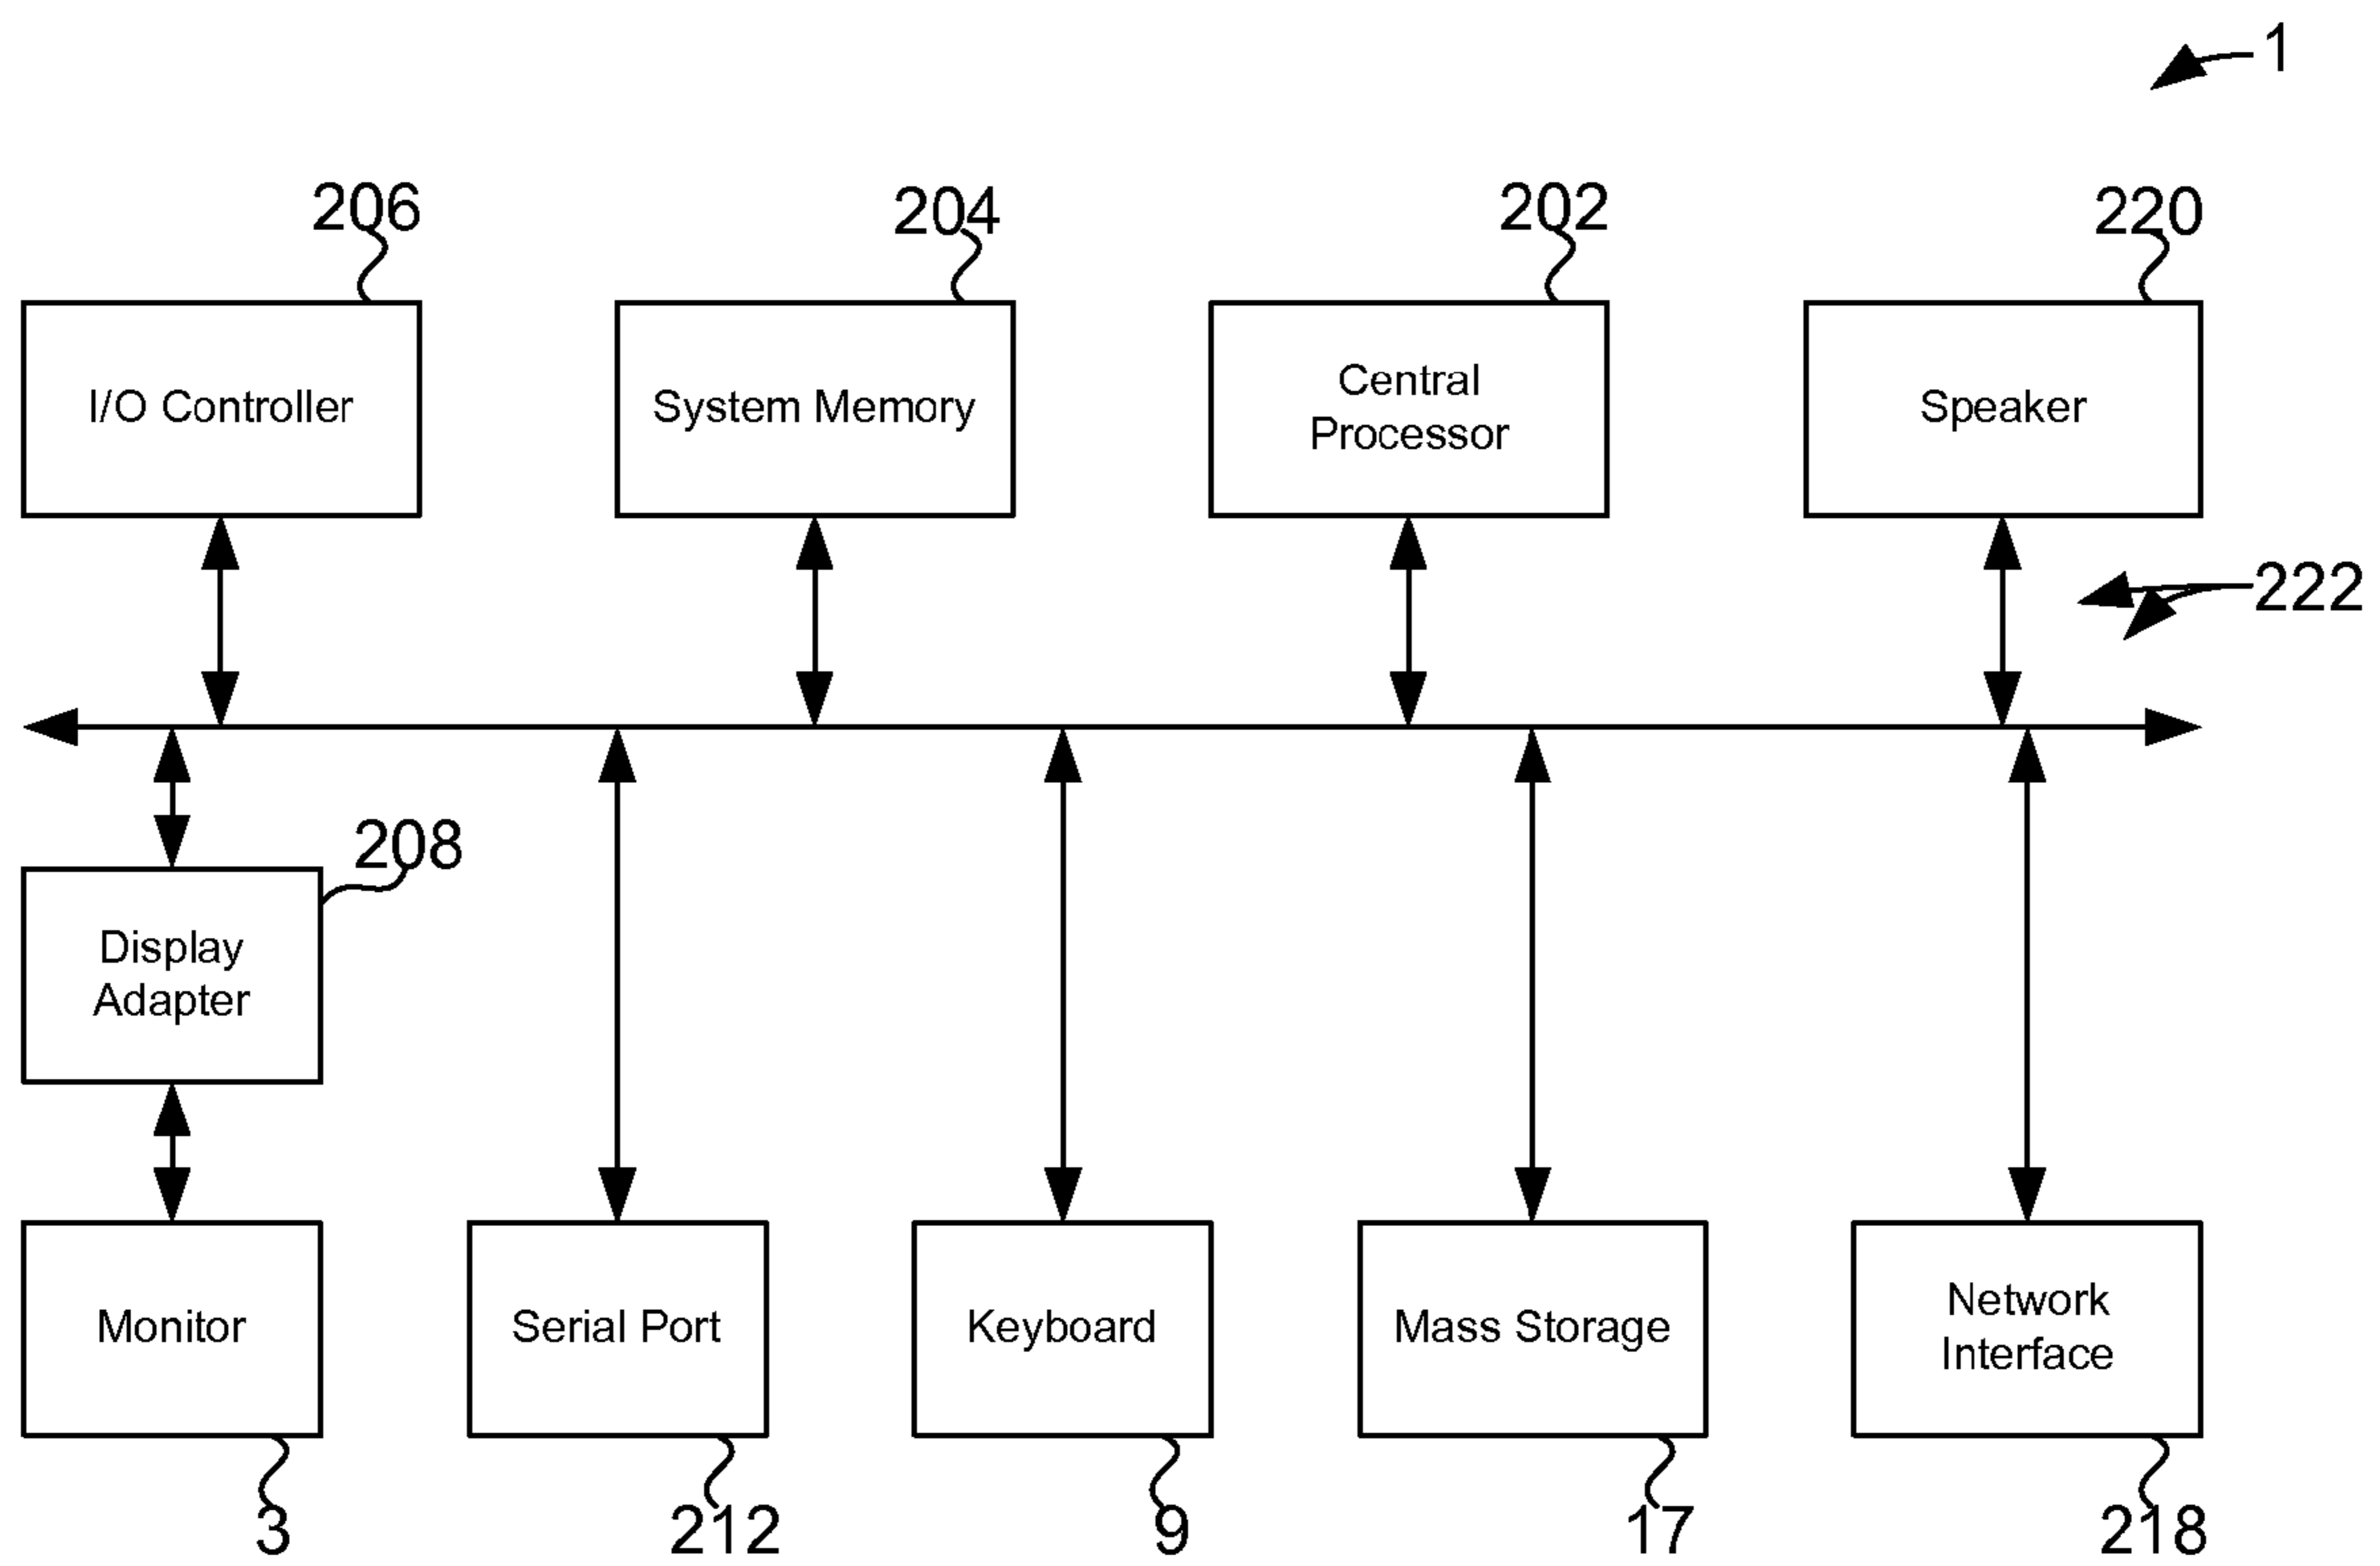 1
206
204
202
220
I/O Controller
System Memory
Central
Processor
Speaker
222
208
Display
Adapter
Monitor
Serial Port
Keyboard
Mass Storage
Network
Interface
3
212
9
17
218